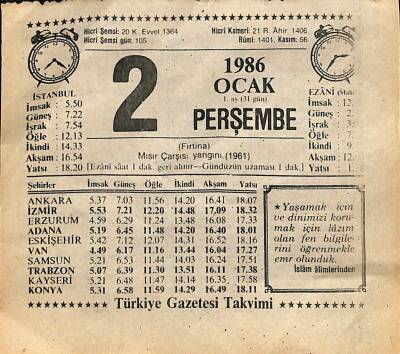 Hicri Şemsi: 20 K. Evvel 1364
Hicri Şemsi gün: 105
Hicri Kameri: 21 R. Âhir 1406
Rûmî: 1401, Kasım: 56
2
1986
OCAK
1. ay (31 gün)
PERŞEMBE
İSTANBUL
İmsak : 5.50
Güneş : 7.22
İşrak : 7.54
Öğle : 12.13
İkindi : 14.33
Akşam : 16.54
Yatsı : 18.20
EZÂNÎ
İmsak : 12.
Güneş : 2.
İşrak : 3
Öğle : 7.
İkindi : 9.
Akşam : 12.
Yatsı : 1.
(Fırtına)
Mısır Çarşısı yangını (1961)
[Ezânî sâat 1 dak. geri alınır—Gündüzün uzaması 1 dak.]
Şehirler İmsak Güneş Öğle İkindi Akşam Yatsı
ANKARA 5.37 7.03 11.56 14.20 16.41 18.07
İZMİR 5.53 7.21 12.20 14.48 17.09 18.32
ERZURUM 4.59 6.29 11.24 13.48 16.08 17.33
ADANA 5.19 6.45 11.48 14.20 16.40 18.01
ESKİŞEHİR 5.42 7.12 12.07 14.31 16.52 18.16
VAN 4.49 6.17 11.16 13.44 16.04 17.27
SAMSUN 5.21 6.53 11.44 14.03 16.24 17.51
TRABZON 5.07 6.39 11.30 13.51 16.11 17.38
KAYSERİ 5.21 6.48 11.47 14.14 16.35 17.58
KONYA 5.31 6.58 11.59 14.29 16.49 18.11
★Yaşamak için
ve dinimizi koru-
mak için lâzım
olan fen bilgile-
rini öğrenmekle
emr olunduk.
İslâm âlimlerinden
Türkiye Gazetesi Takvimi